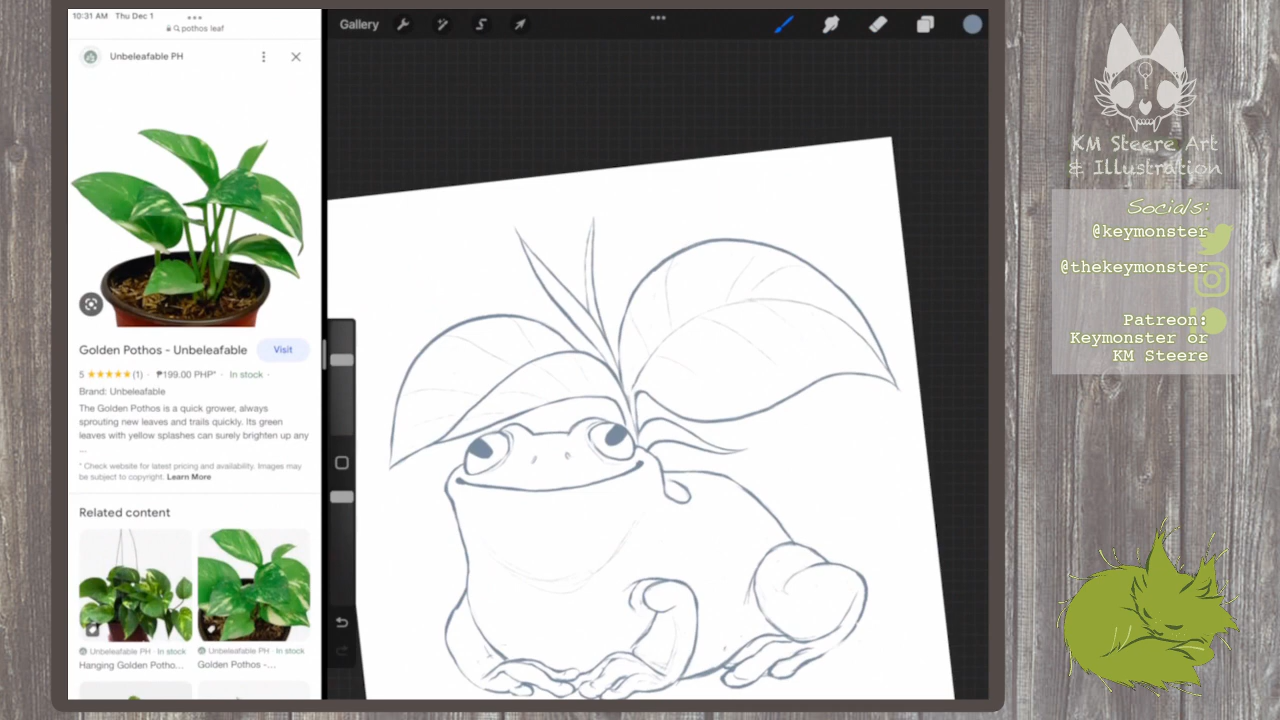 10:31 AM Thu Dec 1
pothos leaf
Unbeleafable PH
Golden Pothos - Unbeleafable
Visit
5 ★★★★★ (1) · ₱199.00 PHP* · In stock ·
Brand: Unbeleafable
The Golden Pothos is a quick grower, always
sprouting new leaves and trails quickly. Its green
leaves with yellow splashes can surely brighten up any
...
* Check website for latest pricing and availability. Images may
be subject to copyright. Learn More
Related content
Unbeleafable PH · In stock
Hanging Golden Potho...
Unbeleafable PH · In stock
Golden Pothos -...
Gallery
KM Steere Art
& Illustration
Socials:
@keymonster
@thekeymonster
Patreon:
Keymonster or
KM Steere